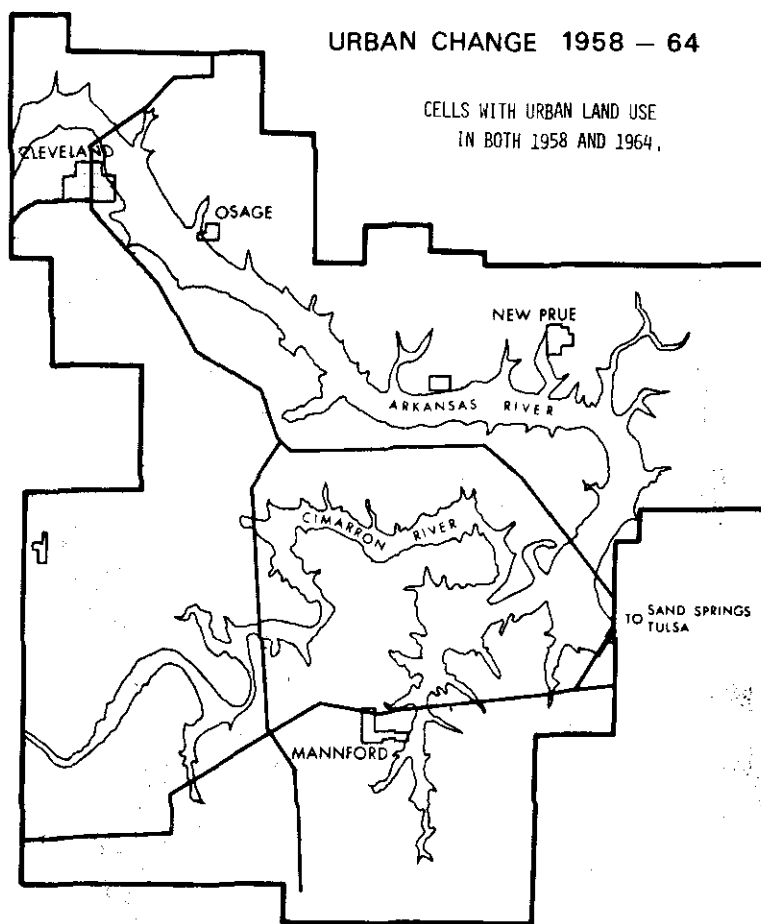 URBAN CHANGE 1958 — 64
CELLS WITH URBAN LAND USE
IN BOTH 1958 AND 1964.
CLEVELAND
OSAGE
NEW PRUE
ARKANSAS RIVER
CIMARRON RIVER
TO SAND SPRINGS
TULSA
MANNFORD